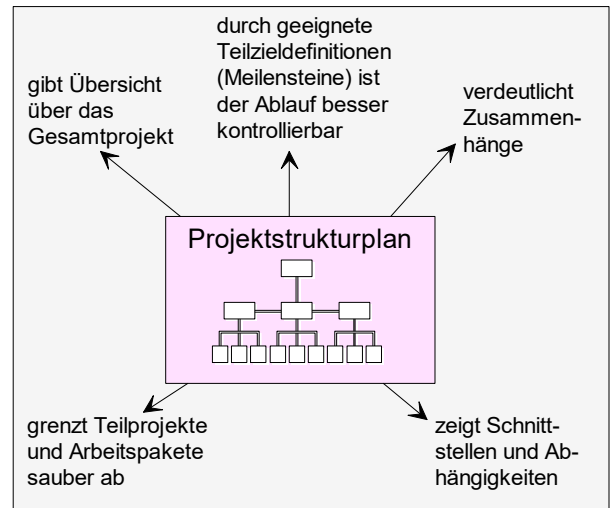 durch geeignete
Teilzieldefinitionen
(Meilensteine) ist
der Ablauf besser
kontrollierbar
gibt Übersicht
über das
Gesamtprojekt
verdeutlicht
Zusammen-
hänge
Projektstrukturplan
grenzt Teilprojekte
und Arbeitspakete
sauber ab
zeigt Schnitt-
stellen und Ab-
hängigkeiten